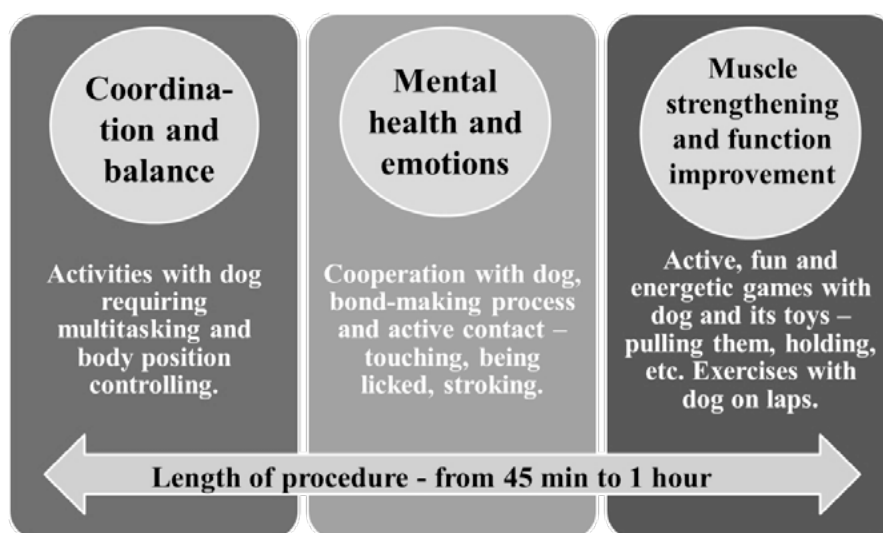 Coordina-
tion and
balance
Activities with dog
requiring
multitasking and
body position
controlling.
Mental
health and
emotions
Cooperation with dog,
bond-making process
and active contact –
touching, being
licked, stroking.
Muscle
strengthening
and function
improvement
Active, fun and
energetic games with
dog and its toys –
pulling them, holding,
etc. Exercises with
dog on laps.
Length of procedure - from 45 min to 1 hour